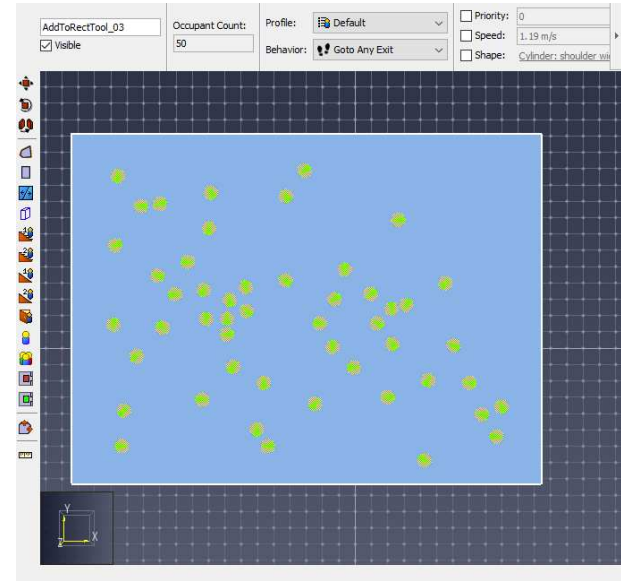 AddToRectTool_03
Visible
Occupant Count:
50
Profile:
Default
Behavior:
Goto Any Exit
Priority:
0
Speed:
1.19 m/s
Shape:
Cylinder: shoulder
Y
X
Z